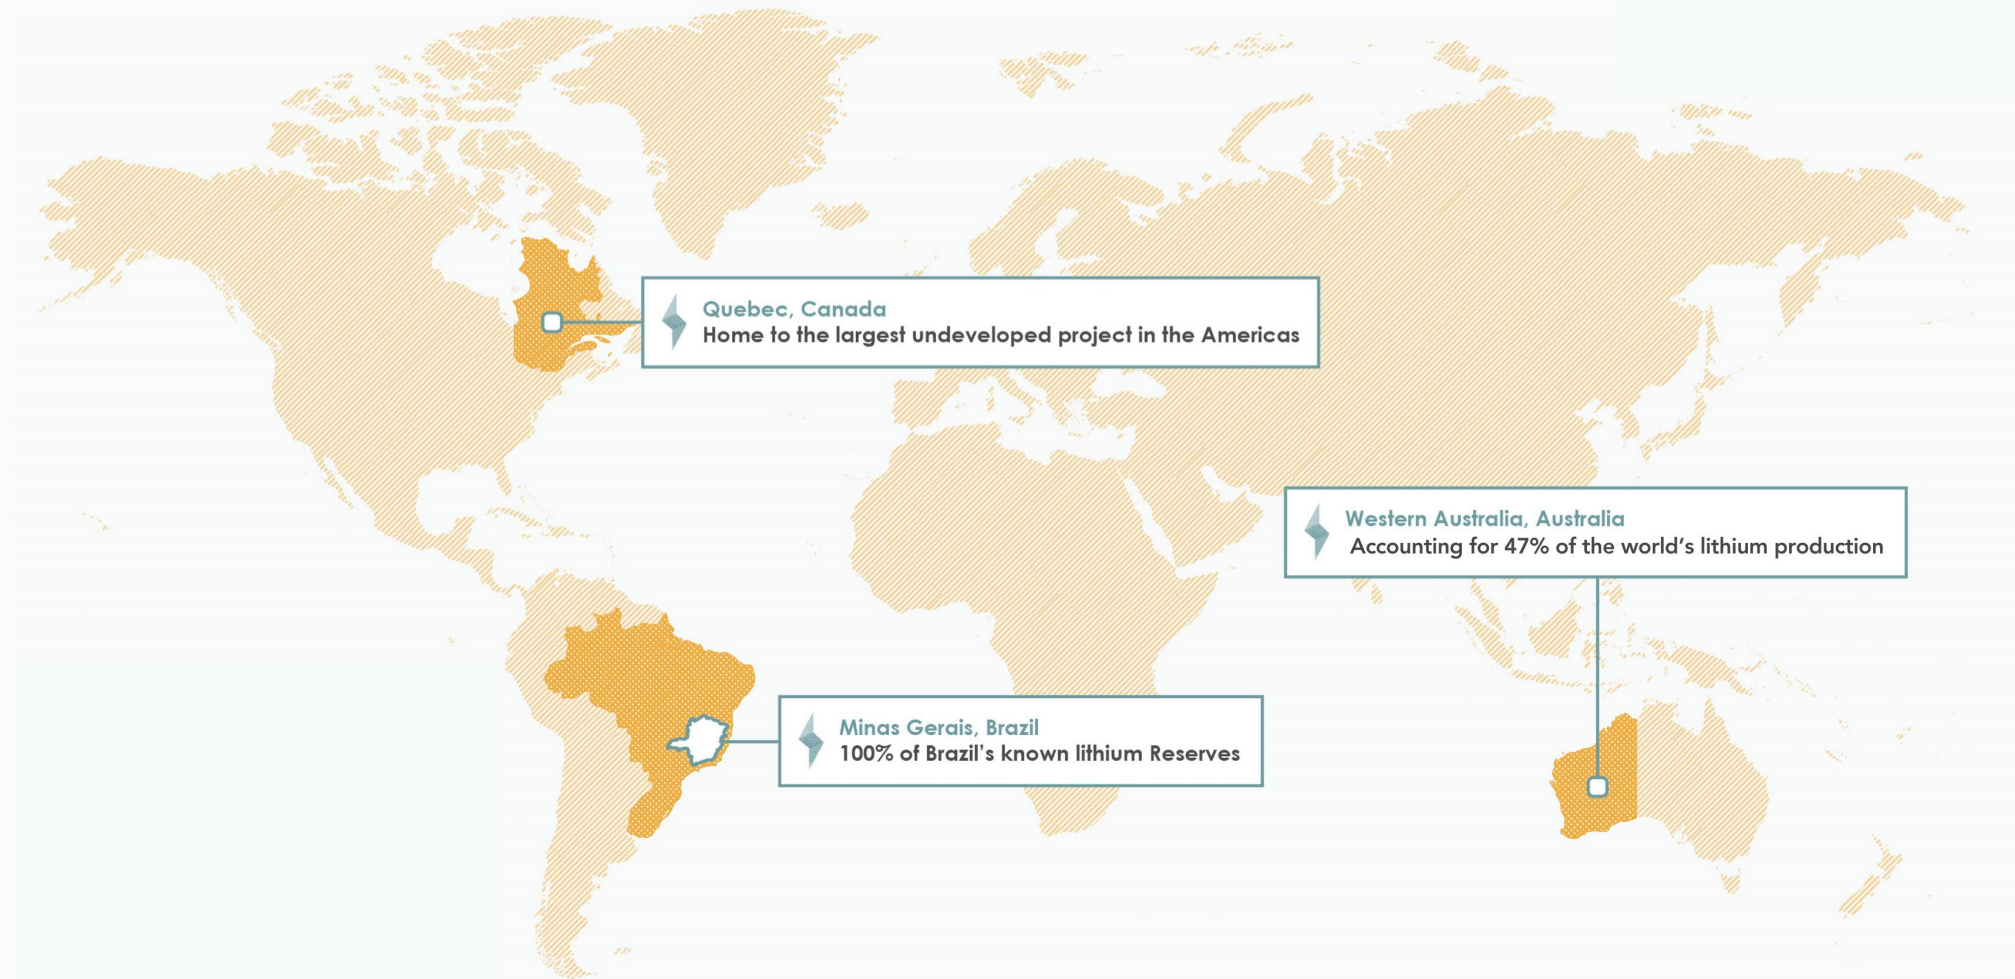 Quebec, Canada
Home to the largest undeveloped project in the Americas
Western Australia, Australia
Accounting for 47% of the world's lithium production
Minas Gerais, Brazil
100% of Brazil's known lithium Reserves